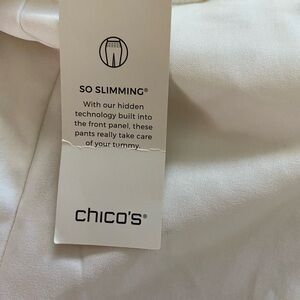 SO SLIMMING®
With our hidden
technology built into
the front panel, these
pants really take care
of your tummy.
chico's®